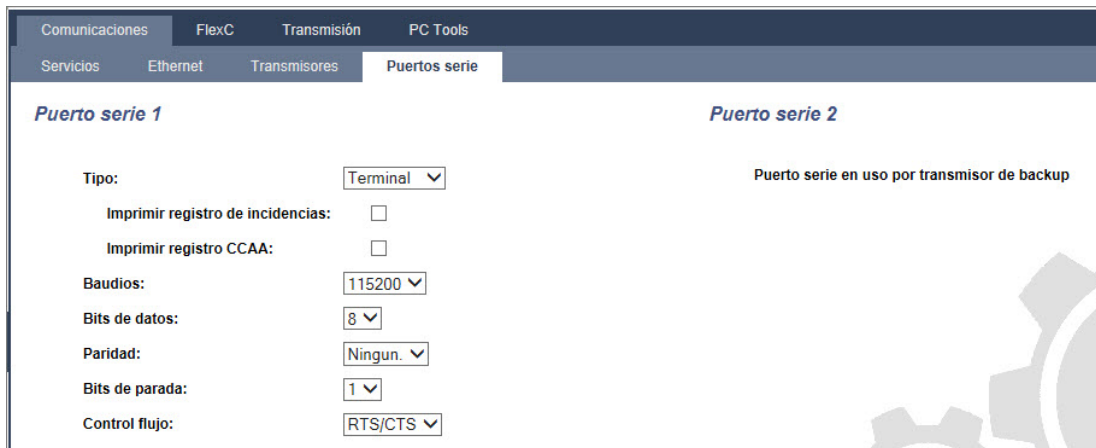 Comunicaciones FlexC Transmisión PC Tools
Servicios Ethernet Transmisores Puertos serie
Puerto serie 1
Tipo: Terminal
Imprimir registro de incidencias:
Imprimir registro CCAA:
Baudios: 115200
Bits de datos: 8
Paridad: Ningun.
Bits de parada: 1
Control flujo: RTS/CTS
Puerto serie 2
Puerto serie en uso por transmisor de backup